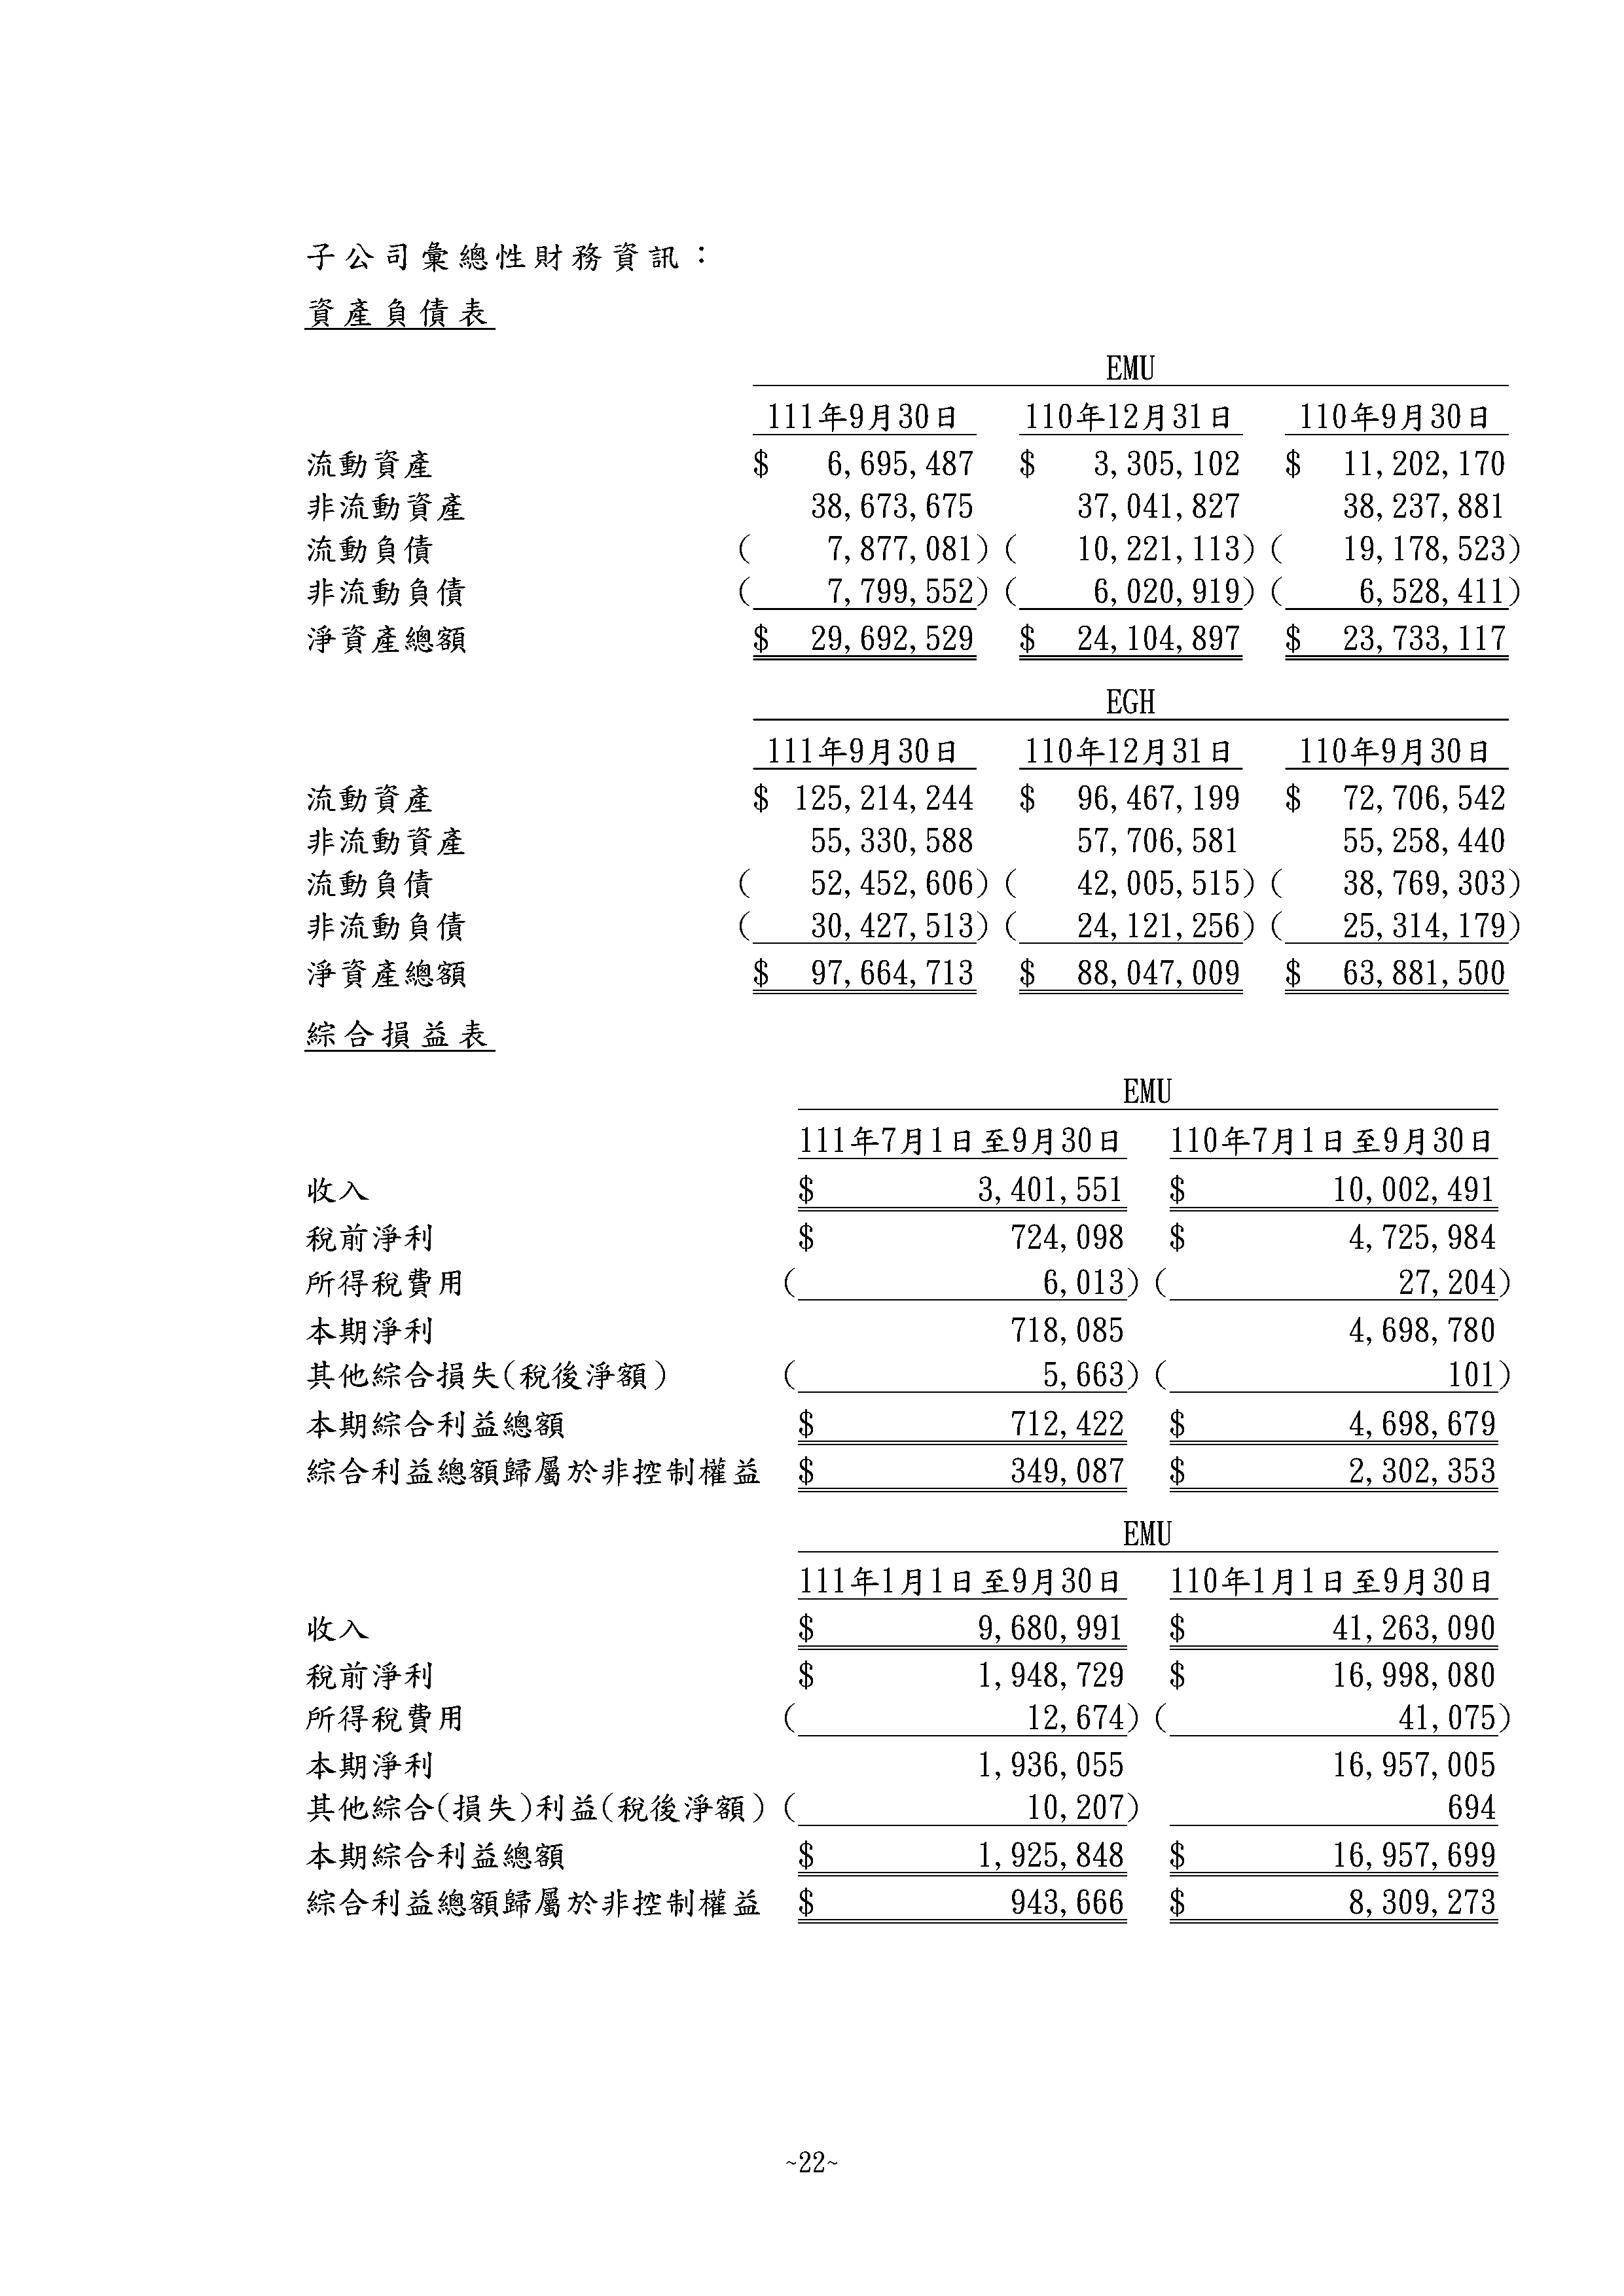 子公司彙總性財務資訊：
資產負債表
EMU
111年9月30日 110年12月31日 110年9月30日
流動資產 $ 6,695,487 $ 3,305,102 $ 11,202,170
非流動資產 38,673,675 37,041,827 38,237,881
流動負債 ( 7,877,081) ( 10,221,113) ( 19,178,523)
非流動負債 ( 7,799,552) ( 6,020,919) ( 6,528,411)
淨資產總額 $ 29,692,529 $ 24,104,897 $ 23,733,117
EGH
111年9月30日 110年12月31日 110年9月30日
流動資產 $ 125,214,244 $ 96,467,199 $ 72,706,542
非流動資產 55,330,588 57,706,581 55,258,440
流動負債 ( 52,452,606) ( 42,005,515) ( 38,769,303)
非流動負債 ( 30,427,513) ( 24,121,256) ( 25,314,179)
淨資產總額 $ 97,664,713 $ 88,047,009 $ 63,881,500
綜合損益表
EMU
111年7月1日至9月30日 110年7月1日至9月30日
收入 $ 3,401,551 $ 10,002,491
稅前淨利 $ 724,098 $ 4,725,984
所得稅費用 ( 6,013) ( 27,204)
本期淨利 718,085 4,698,780
其他綜合損失(稅後淨額) ( 5,663) ( 101)
本期綜合利益總額 $ 712,422 $ 4,698,679
綜合利益總額歸屬於非控制權益 $ 349,087 $ 2,302,353
EMU
111年1月1日至9月30日 110年1月1日至9月30日
收入 $ 9,680,991 $ 41,263,090
稅前淨利 $ 1,948,729 $ 16,998,080
所得稅費用 ( 12,674) ( 41,075)
本期淨利 1,936,055 16,957,005
其他綜合(損失)利益(稅後淨額) ( 10,207) 694
本期綜合利益總額 $ 1,925,848 $ 16,957,699
綜合利益總額歸屬於非控制權益 $ 943,666 $ 8,309,273
~22~